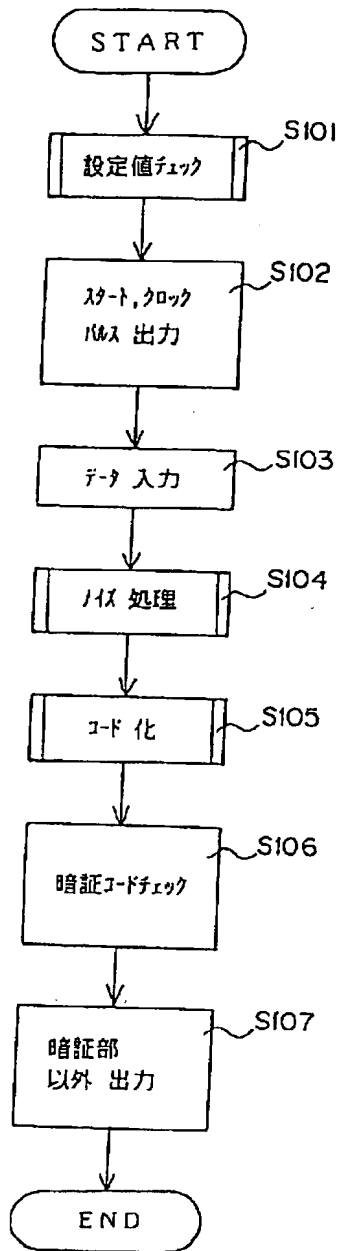 START
設定値チェック
S101
スタート,クロック
パルス 出力
S102
データ 入力
S103
ノイズ 処理
S104
コード 化
S105
暗証コードチェック
S106
暗証部
以外 出力
S107
END